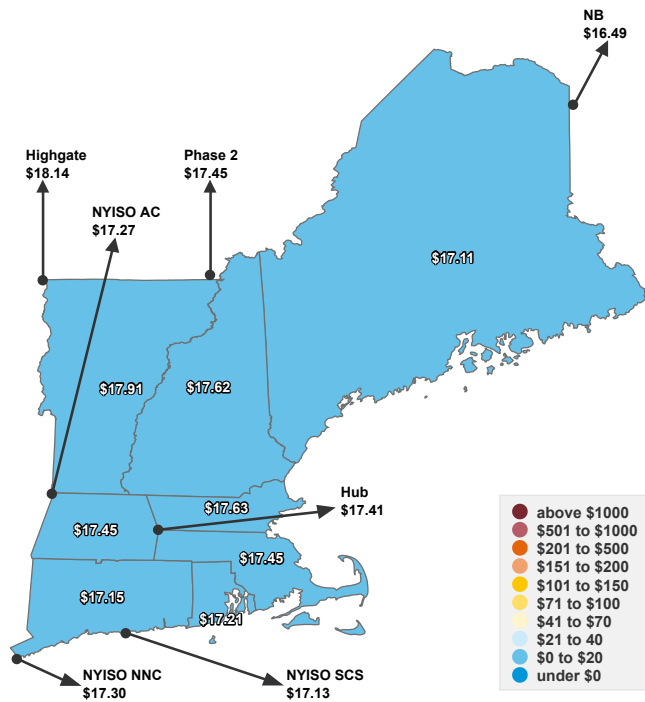 NB
$16.49
Highgate
$18.14
Phase 2
$17.45
NYISO AC
$17.27
$17.11
$17.91
$17.62
Hub
$17.41
$17.63
$17.45
$17.45
$17.15
$17.21
NYISO NNC
$17.30
NYISO SCS
$17.13
above $1000
$501 to $1000
$201 to $500
$151 to $200
$101 to $150
$71 to $100
$41 to $70
$21 to 40
$0 to $20
under $0